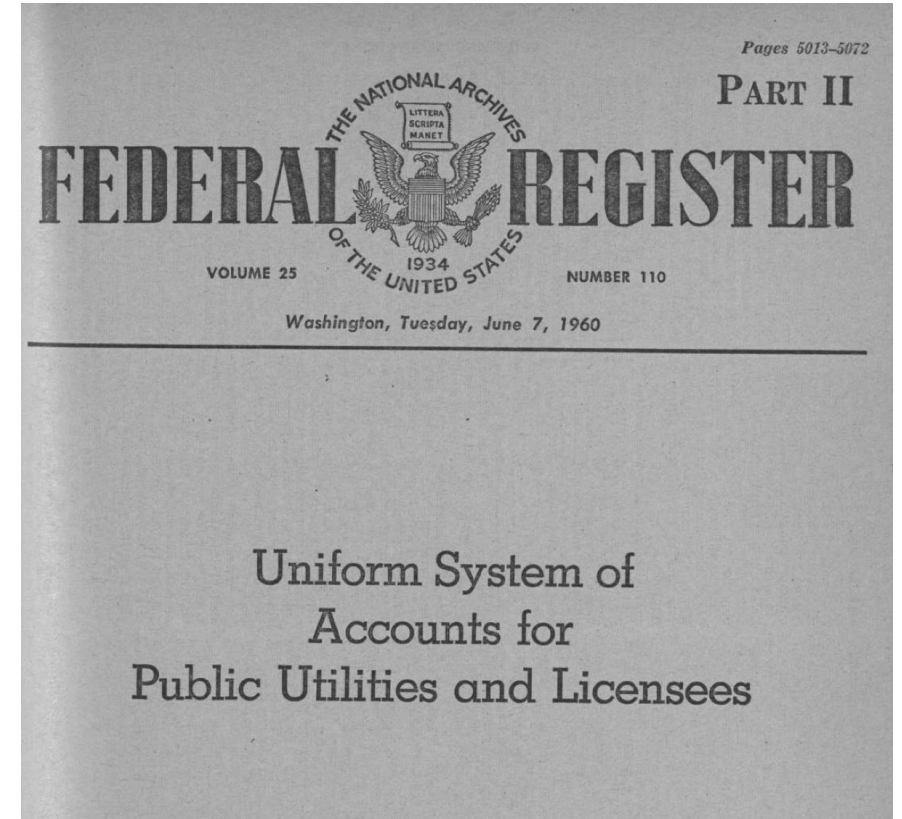 Pages 5013–5072
PART II
THE NATIONAL ARCHIVES
LITTERA
SCRIPTA
MANET
FEDERAL REGISTER
1934
OF THE UNITED STATES
VOLUME 25
NUMBER 110
Washington, Tuesday, June 7, 1960
Uniform System of
Accounts for
Public Utilities and Licensees